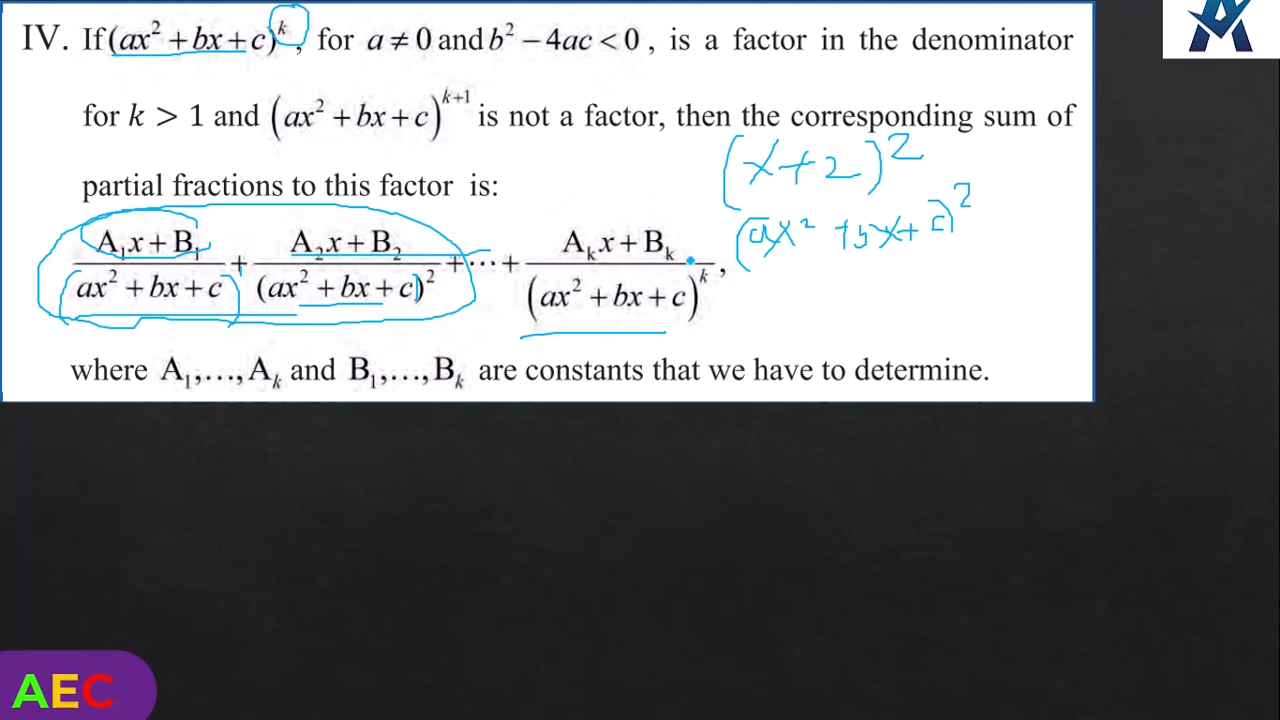 IV. If (ax² + bx + c)ᵏ, for a ≠ 0 and b² − 4ac < 0, is a factor in the denominator
for k > 1 and (ax² + bx + c)ᵏ⁺¹ is not a factor, then the corresponding sum of
(x+2)²
partial fractions to this factor is:
(ax² + bx + c)²
A₁x + B₁ / ax² + bx + c + A₂x + B₂ / (ax² + bx + c)² + ⋯ + Aₖx + Bₖ / (ax² + bx + c)ᵏ,
where A₁,…,Aₖ and B₁,…,Bₖ are constants that we have to determine.
AEC